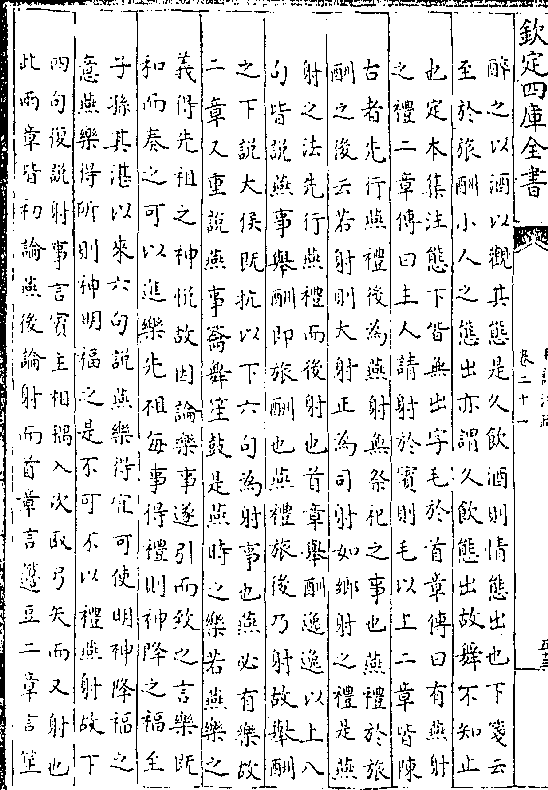 欽定四庫全書
卷二十一
醉之以酒以觀其態是久飲酒則情態出也下箋云
至於旅酬小人之態出亦謂久飲態出故舞不知止
也定本集注態下皆無出字毛於首章傳曰有燕射
之禮二章傳曰主人請射於賓則毛以上二章皆陳
古者先行燕禮後為燕射無祭祀之事也燕禮於旅
酬之後云若射則大射正為司射如鄉射之禮是燕
射之法先行燕禮而後射也首章舉酬逸逸以上八
句皆說燕事舉酬即旅酬也燕禮旅後乃射故舉酬
之下說大侯既抗以下六句為射事也燕必有樂故
二章又重說燕事籥舞笙鼓是燕時之樂若燕樂之
義得先祖之神悅故因論樂事遂引而致之言樂既
和而奏之可以進樂先祖每事得禮則神降之福至
子孫其湛以來六句說燕樂得宜可使明神降福之
意燕樂得所則神明福之是不可不以禮燕射故下
四句復說射事言賓主相耦入次取弓矢而又射也
此兩章皆初論燕後論射而首章言籩豆二章言笙